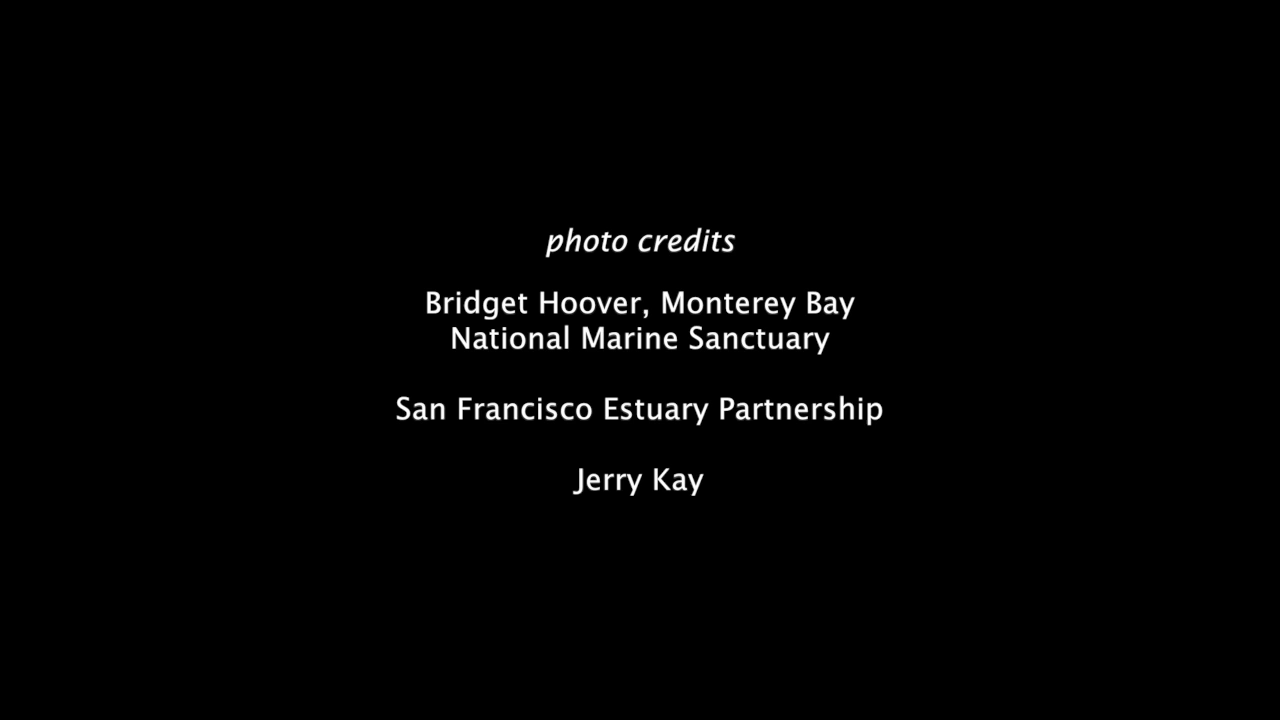 photo credits
Bridget Hoover, Monterey Bay
National Marine Sanctuary
San Francisco Estuary Partnership
Jerry Kay